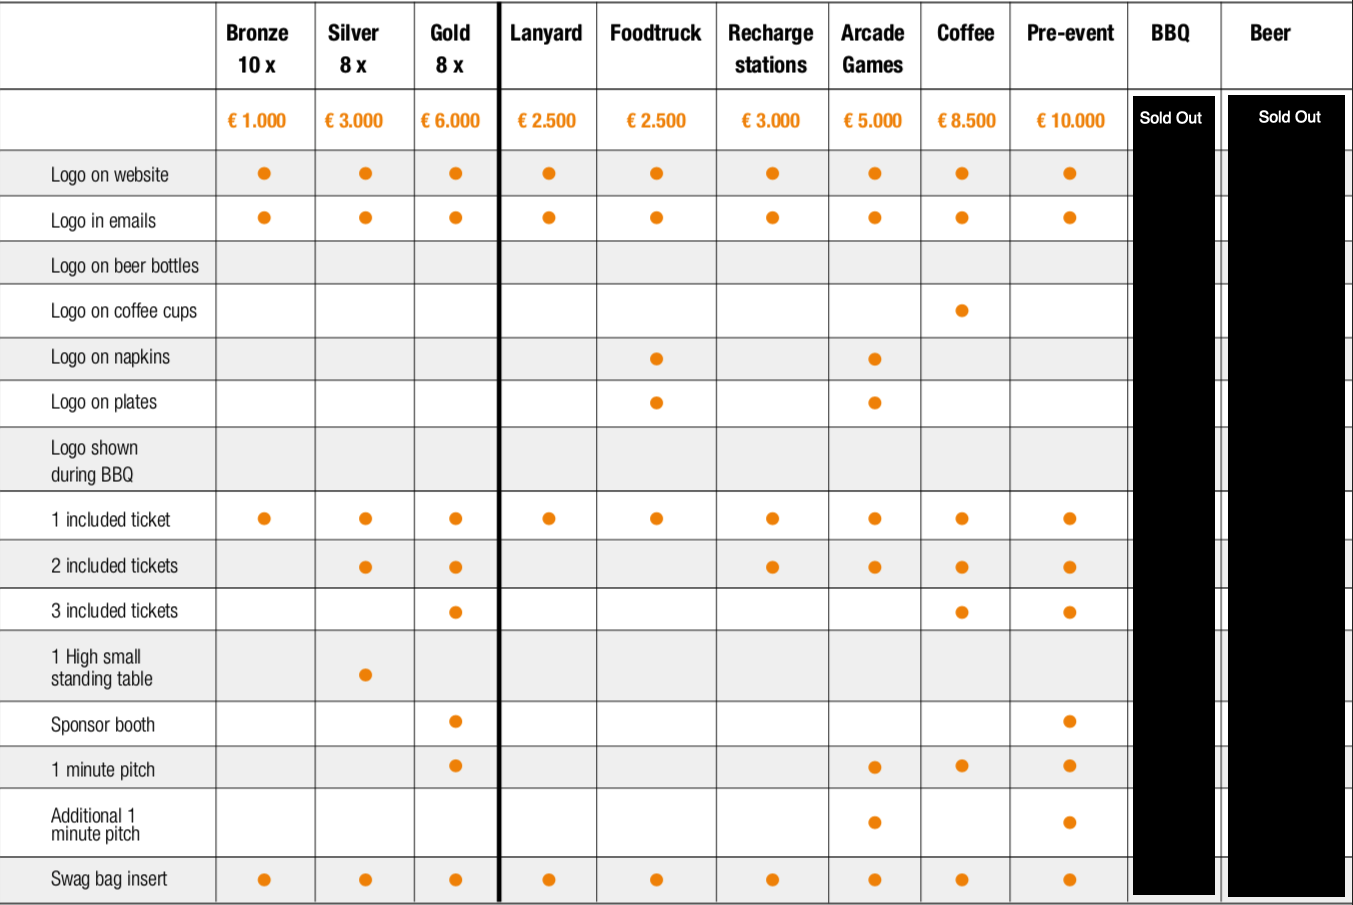 Bronze Silver Gold Lanyard Foodtruck Recharge Arcade Coffee Pre-event BBQ Beer
10 x 8 x 8 x stations Games
€ 1.000 € 3.000 € 6.000 € 2.500 € 2.500 € 3.000 € 5.000 € 8.500 € 10.000 Sold Out Sold Out
Logo on website
Logo in emails
Logo on beer bottles
Logo on coffee cups
Logo on napkins
Logo on plates
Logo shown
during BBQ
1 included ticket
2 included tickets
3 included tickets
1 High small
standing table
Sponsor booth
1 minute pitch
Additional 1
minute pitch
Swag bag insert